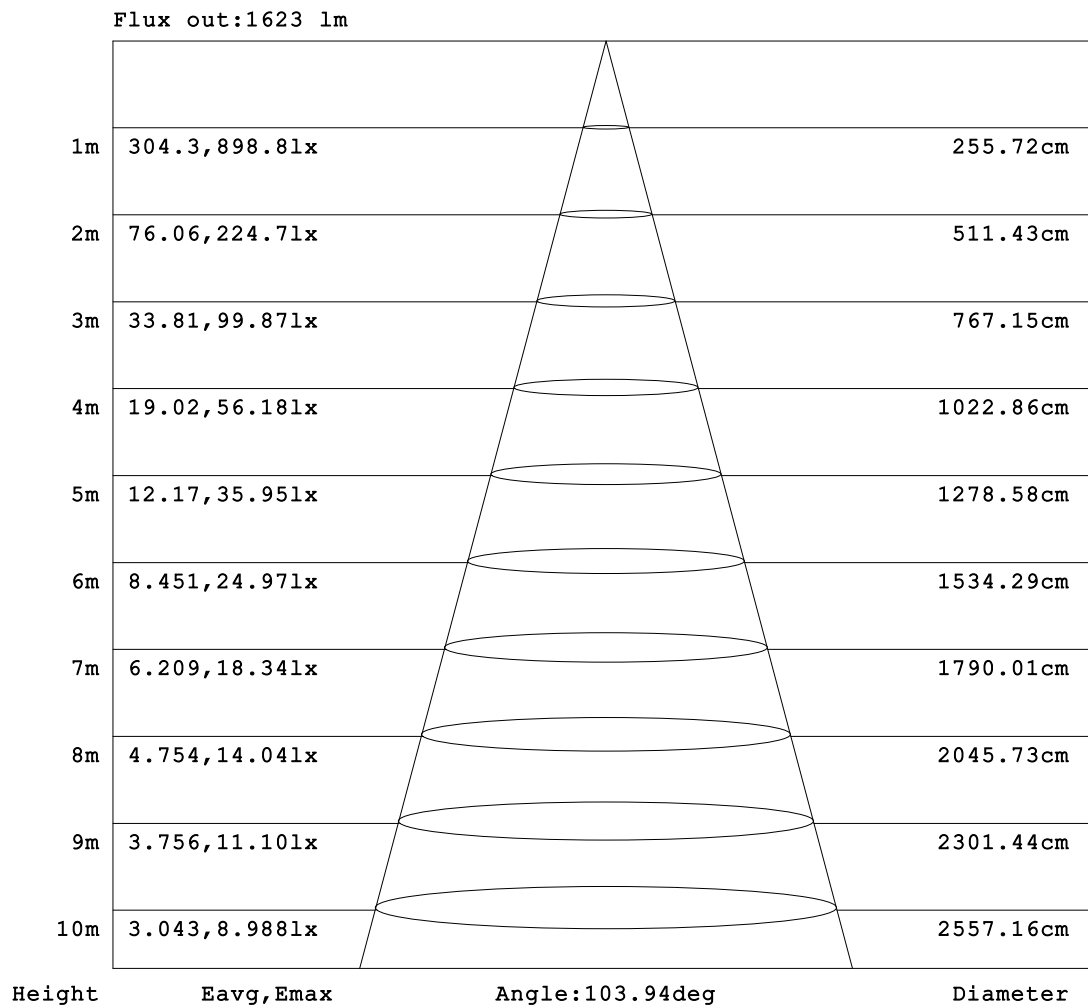 Flux out:1623 lm
1m 304.3,898.8lx 255.72cm
2m 76.06,224.7lx 511.43cm
3m 33.81,99.87lx 767.15cm
4m 19.02,56.18lx 1022.86cm
5m 12.17,35.95lx 1278.58cm
6m 8.451,24.97lx 1534.29cm
7m 6.209,18.34lx 1790.01cm
8m 4.754,14.04lx 2045.73cm
9m 3.756,11.10lx 2301.44cm
10m 3.043,8.988lx 2557.16cm
Height Eavg,Emax Angle:103.94deg Diameter